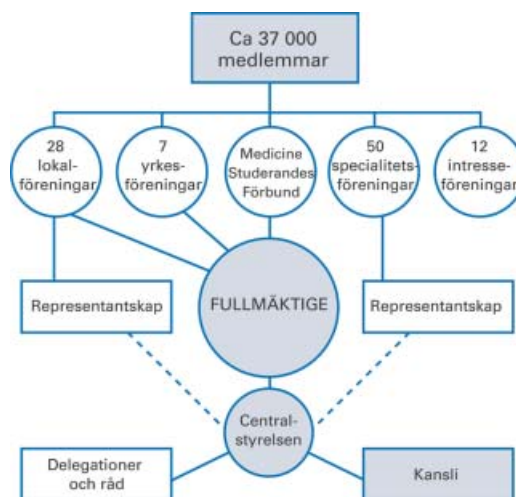 Ca 37 000
medlemmar
28
lokal-
föreningar
7
yrkes-
föreningar
Medicine
Studerandes
Förbund
50
specialitets-
föreningar
12
intresse-
föreningar
Representantskap
FULLMÄKTIGE
Representantskap
Central-
styrelsen
Delegationer
och råd
Kansli